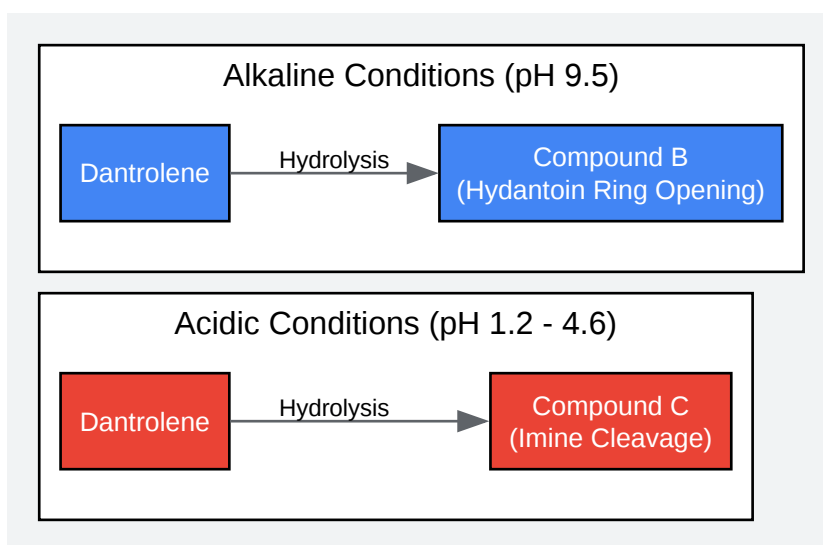 Alkaline Conditions (pH 9.5)
Dantrolene
Hydrolysis
Compound B
(Hydantoin Ring Opening)
Acidic Conditions (pH 1.2 - 4.6)
Dantrolene
Hydrolysis
Compound C
(Imine Cleavage)